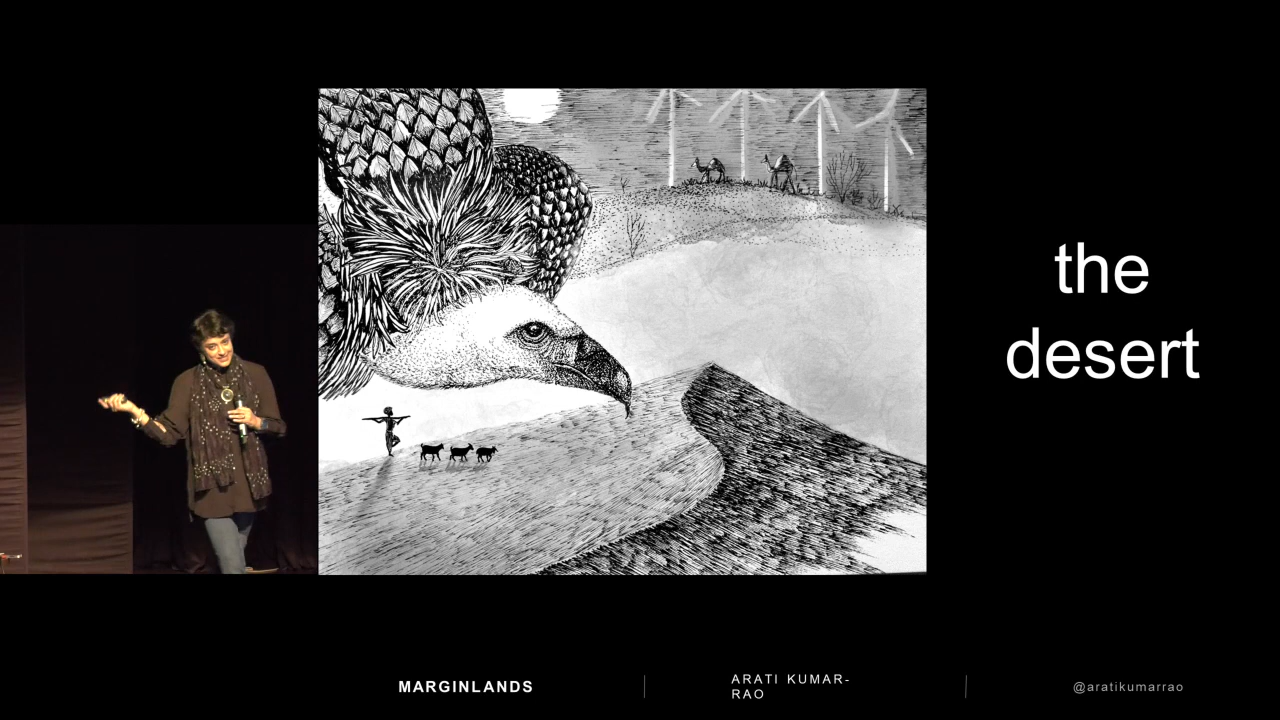 the
desert
MARGINLANDS
ARATI KUMAR-
RAO
@aratikumarrao